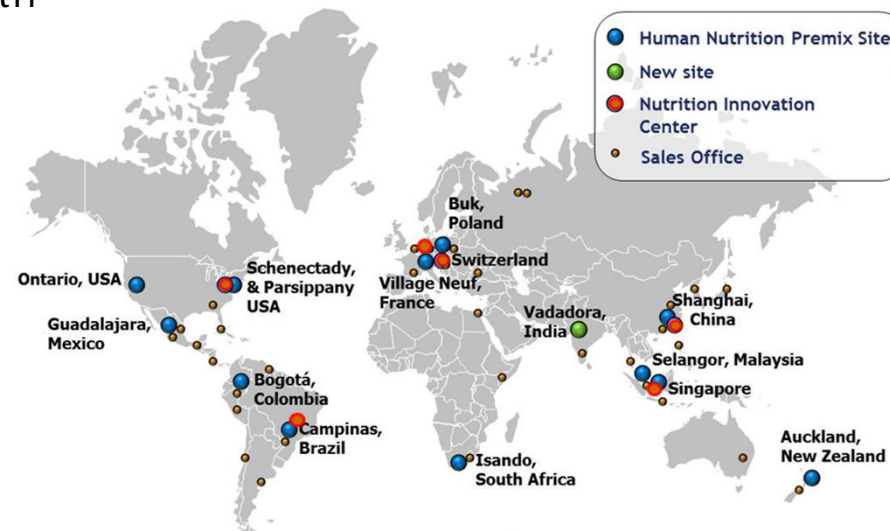 Human Nutrition Premix Site
New site
Nutrition Innovation
Center
Sales Office
Buk,
Poland
Switzerland
Village Neuf,
France
Ontario, USA
Schenectady,
& Parsippany
USA
Guadalajara,
Mexico
Vadadora,
India
Shanghai,
China
Selangor, Malaysia
Singapore
Bogotá,
Colombia
Campinas,
Brazil
Isando,
South Africa
Auckland,
New Zealand